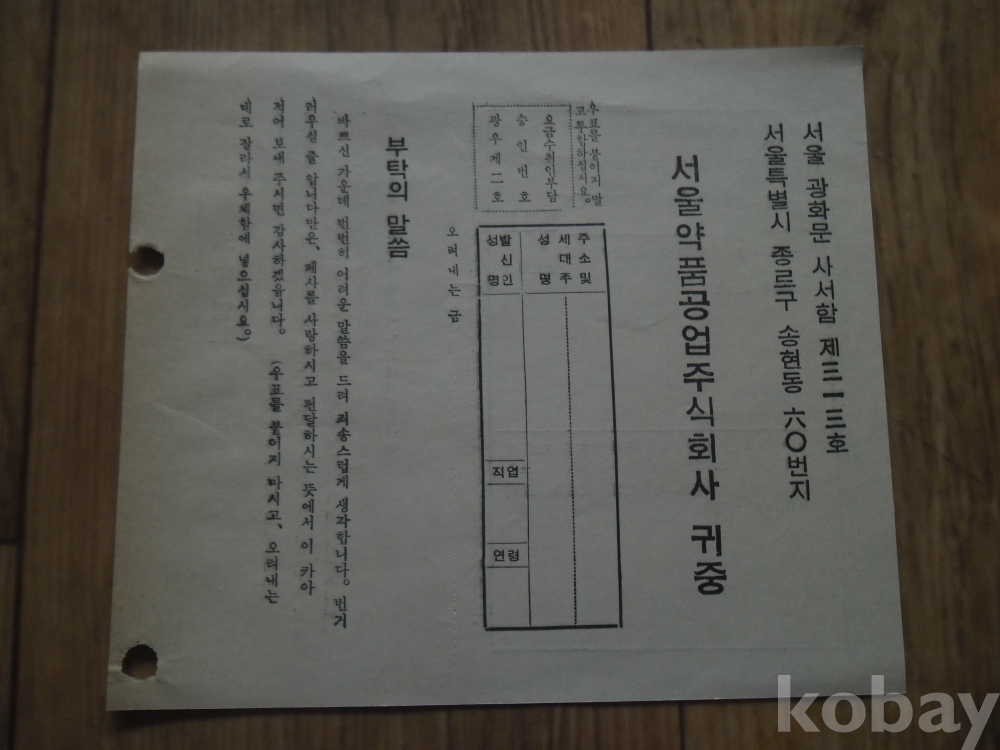 서울 광화문 사서함 제三一三호
서울특별시 종로구 송현동 六〇번지
서울약품공업주식회사 귀중
우표를 붙이지 말
고 투함하십시요。
요금수취인부담
승인번호
광우제二호
주소및
세대주
성명
발신인
성명
직업
연령
오려내는 금
부탁의 말씀
바쁘신 가운데 번번히 어려운 말씀을 드려 죄송스럽게 생각합니다。 번거
러우실 줄 압니다만은, 폐사를 사랑하시고 편달하시는 뜻에서 이 카아
적어 보내 주시면 감사하겠읍니다。 (우표를 붙이지 마시고、오려내는
대로 잘라서 우체함에 넣으십시요。)
kobay